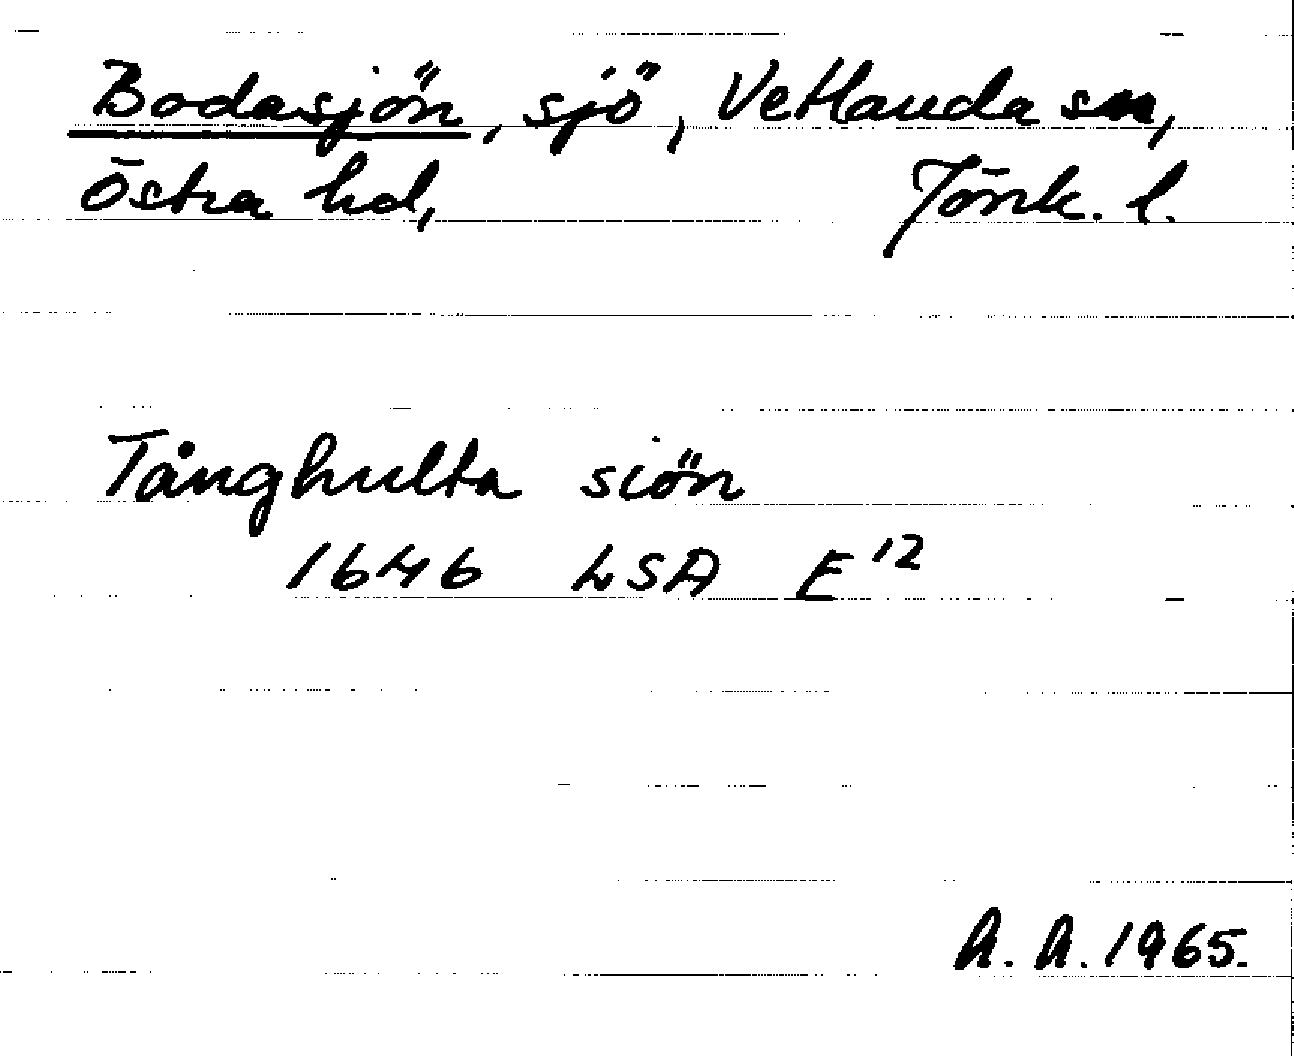 Bodasjön, sjö, Vetlanda sn,
Östra hd, Jönk. l.
Tånghulta siön
1646 LSA E12
A. A. 1965.